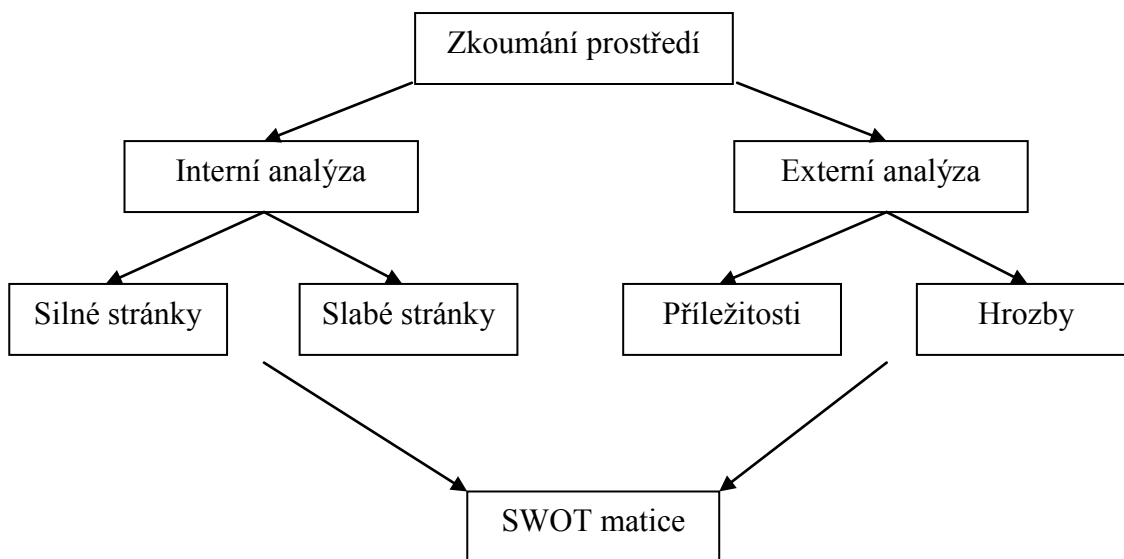 Zkoumání prostředí
Interní analýza
Externí analýza
Silné stránky
Slabé stránky
Příležitosti
Hrozby
SWOT matice